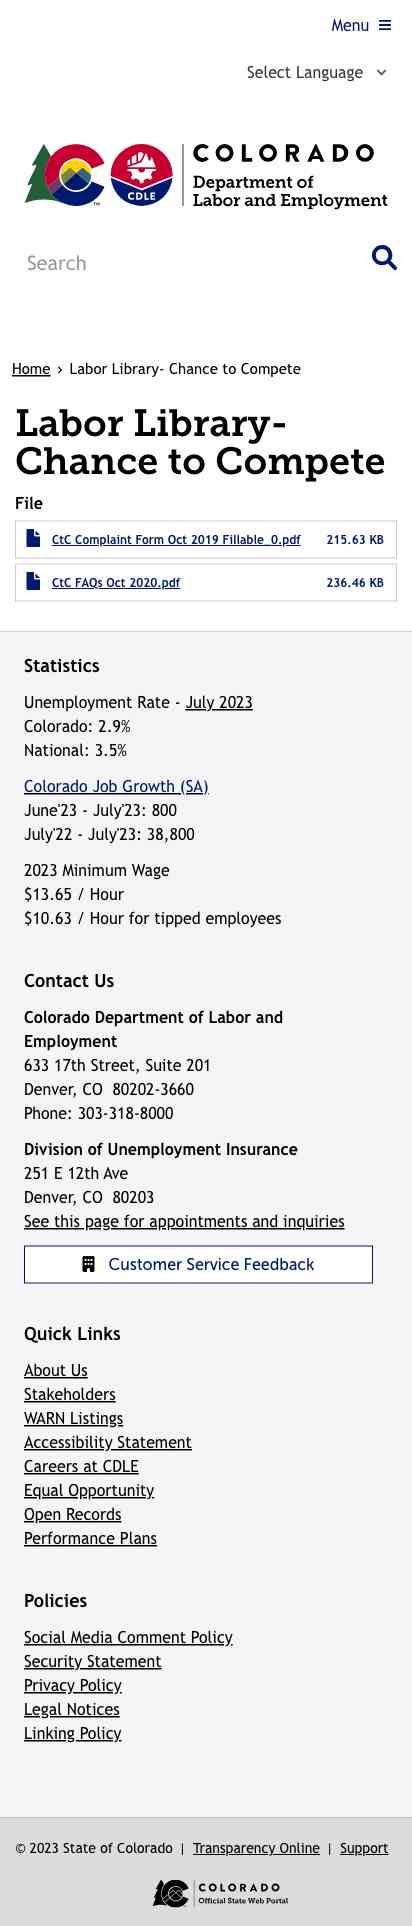 Menu
Select Language
COLORADO
Department of
Labor and Employment
CDLE
TM
Search
Home › Labor Library- Chance to Compete
Labor Library-
Chance to Compete
File
CtC Complaint Form Oct 2019 Fillable_0.pdf 215.63 KB
CtC FAQs Oct 2020.pdf 236.46 KB
Statistics
Unemployment Rate - July 2023
Colorado: 2.9%
National: 3.5%
Colorado Job Growth (SA)
June'23 - July'23: 800
July'22 - July'23: 38,800
2023 Minimum Wage
$13.65 / Hour
$10.63 / Hour for tipped employees
Contact Us
Colorado Department of Labor and
Employment
633 17th Street, Suite 201
Denver, CO 80202-3660
Phone: 303-318-8000
Division of Unemployment Insurance
251 E 12th Ave
Denver, CO 80203
See this page for appointments and inquiries
Customer Service Feedback
Quick Links
About Us
Stakeholders
WARN Listings
Accessibility Statement
Careers at CDLE
Equal Opportunity
Open Records
Performance Plans
Policies
Social Media Comment Policy
Security Statement
Privacy Policy
Legal Notices
Linking Policy
© 2023 State of Colorado | Transparency Online | Support
COLORADO
Official State Web Portal